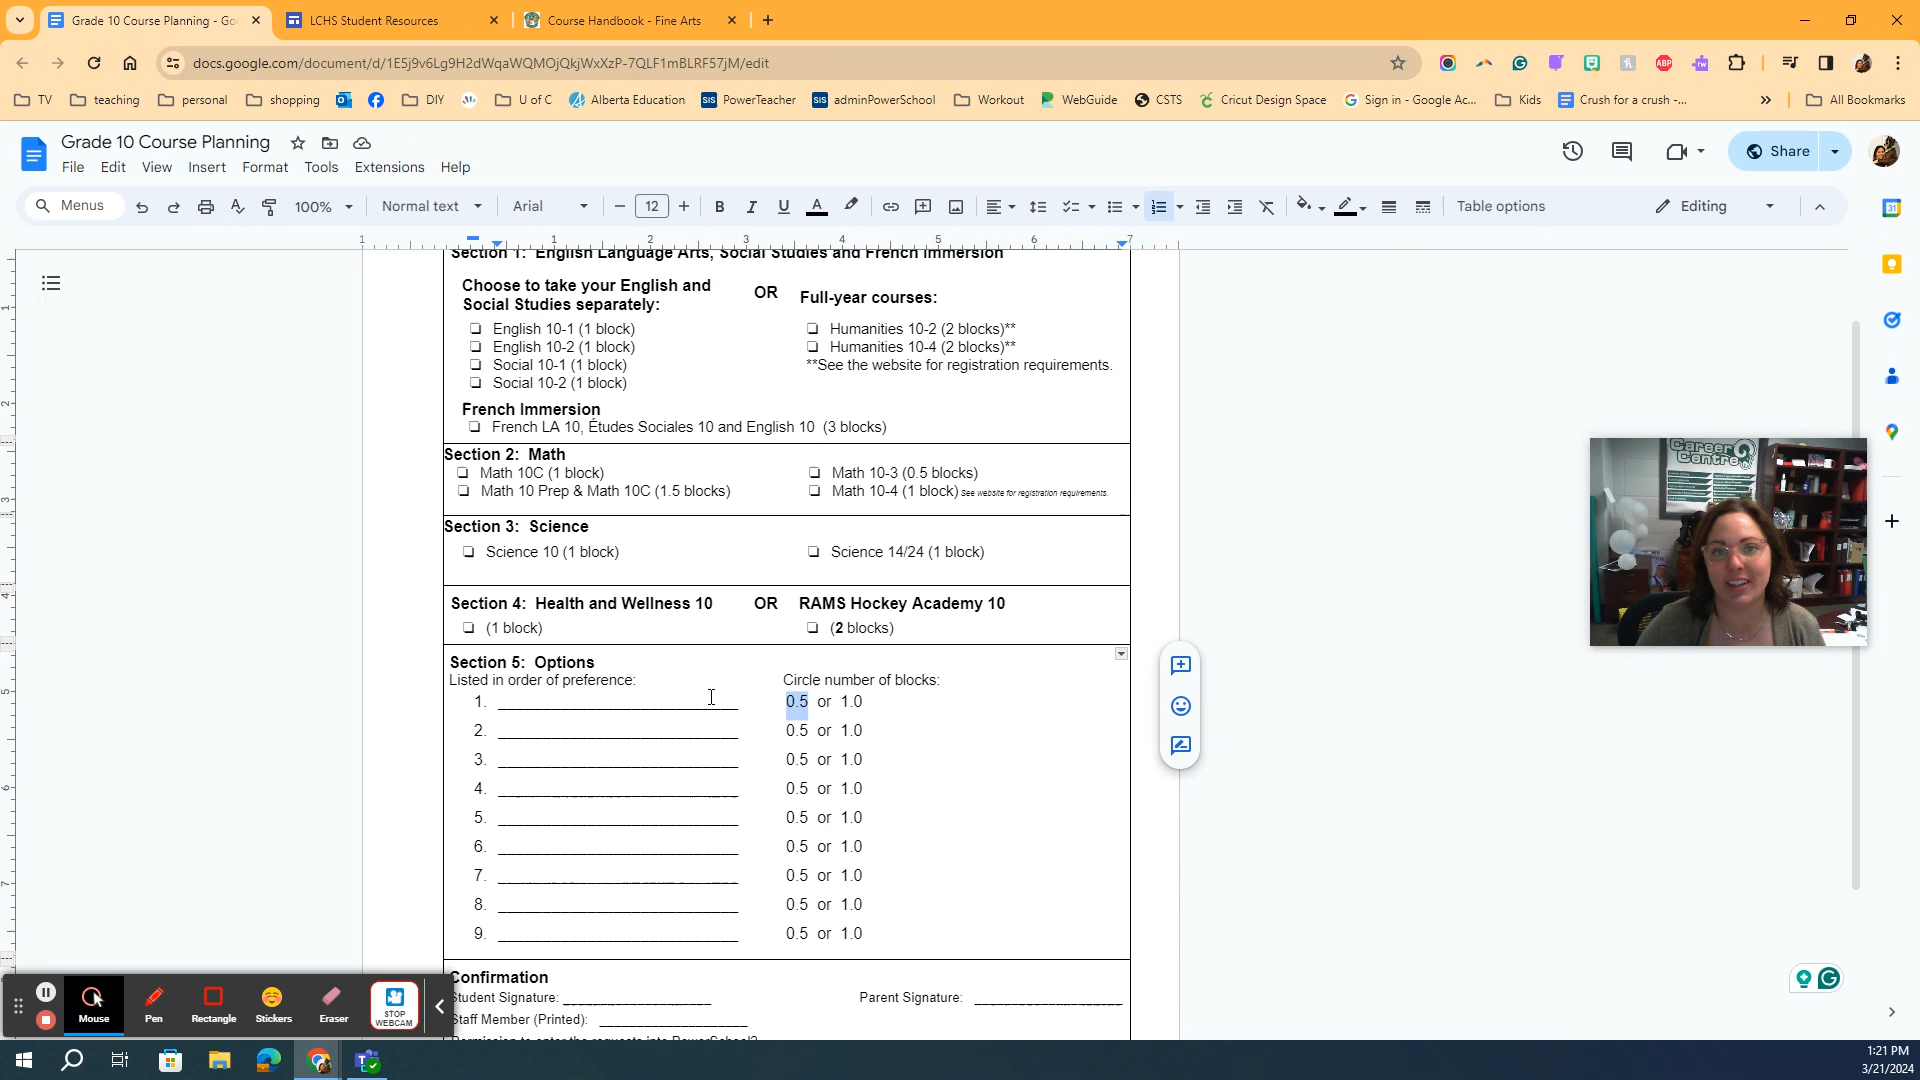 Grade 10 Course Planning - Go
LCHS Student Resources
Course Handbook - Fine Arts
docs.google.com/document/d/1E5j9v6Lg9H2dWqaWQMOjQkjWxXzP-7QLF1mBLRF57jM/edit
TV teaching personal shopping DIY U of C Alberta Education PowerTeacher adminPowerSchool Workout WebGuide CSTS Cricut Design Space Sign in - Google Ac... Kids Crush for a crush -... All Bookmarks
Grade 10 Course Planning
File Edit View Insert Format Tools Extensions Help
Share
Menus 100% Normal text Arial 12 Table options Editing
Section 1: English Language Arts, Social Studies and French Immersion
Choose to take your English and Social Studies separately:
OR
Full-year courses:
English 10-1 (1 block)
English 10-2 (1 block)
Social 10-1 (1 block)
Social 10-2 (1 block)
Humanities 10-2 (2 blocks)**
Humanities 10-4 (2 blocks)**
**See the website for registration requirements.
French Immersion
French LA 10, Études Sociales 10 and English 10 (3 blocks)
Section 2: Math
Math 10C (1 block)
Math 10-3 (0.5 blocks)
Math 10 Prep & Math 10C (1.5 blocks)
Math 10-4 (1 block) See website for registration requirements.
Section 3: Science
Science 10 (1 block)
Science 14/24 (1 block)
Section 4: Health and Wellness 10 OR RAMS Hockey Academy 10
(1 block)
(2 blocks)
Section 5: Options
Listed in order of preference:
Circle number of blocks:
1. 0.5 or 1.0
2. 0.5 or 1.0
3. 0.5 or 1.0
4. 0.5 or 1.0
5. 0.5 or 1.0
6. 0.5 or 1.0
7. 0.5 or 1.0
8. 0.5 or 1.0
9. 0.5 or 1.0
Confirmation
Student Signature:
Parent Signature:
Staff Member (Printed):
Permission to enter the requests into PowerSchool?
Career Centre
Mouse Pen Rectangle Stickers Eraser STOP WEBCAM
1:21 PM
3/21/2024